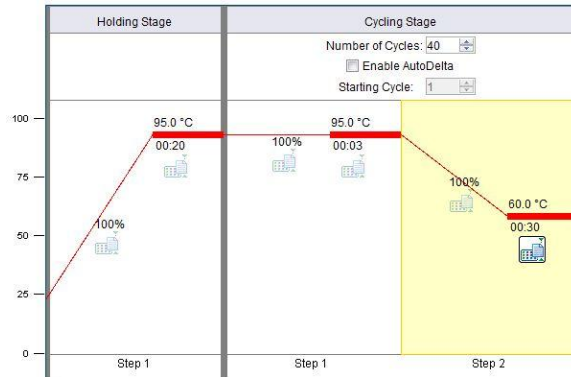 Holding Stage
Cycling Stage
Number of Cycles: 40
Enable AutoDelta
Starting Cycle: 1
100
75
50
25
0
95.0 °C
00:20
100%
95.0 °C
00:03
100%
100%
60.0 °C
00:30
Step 1
Step 1
Step 2